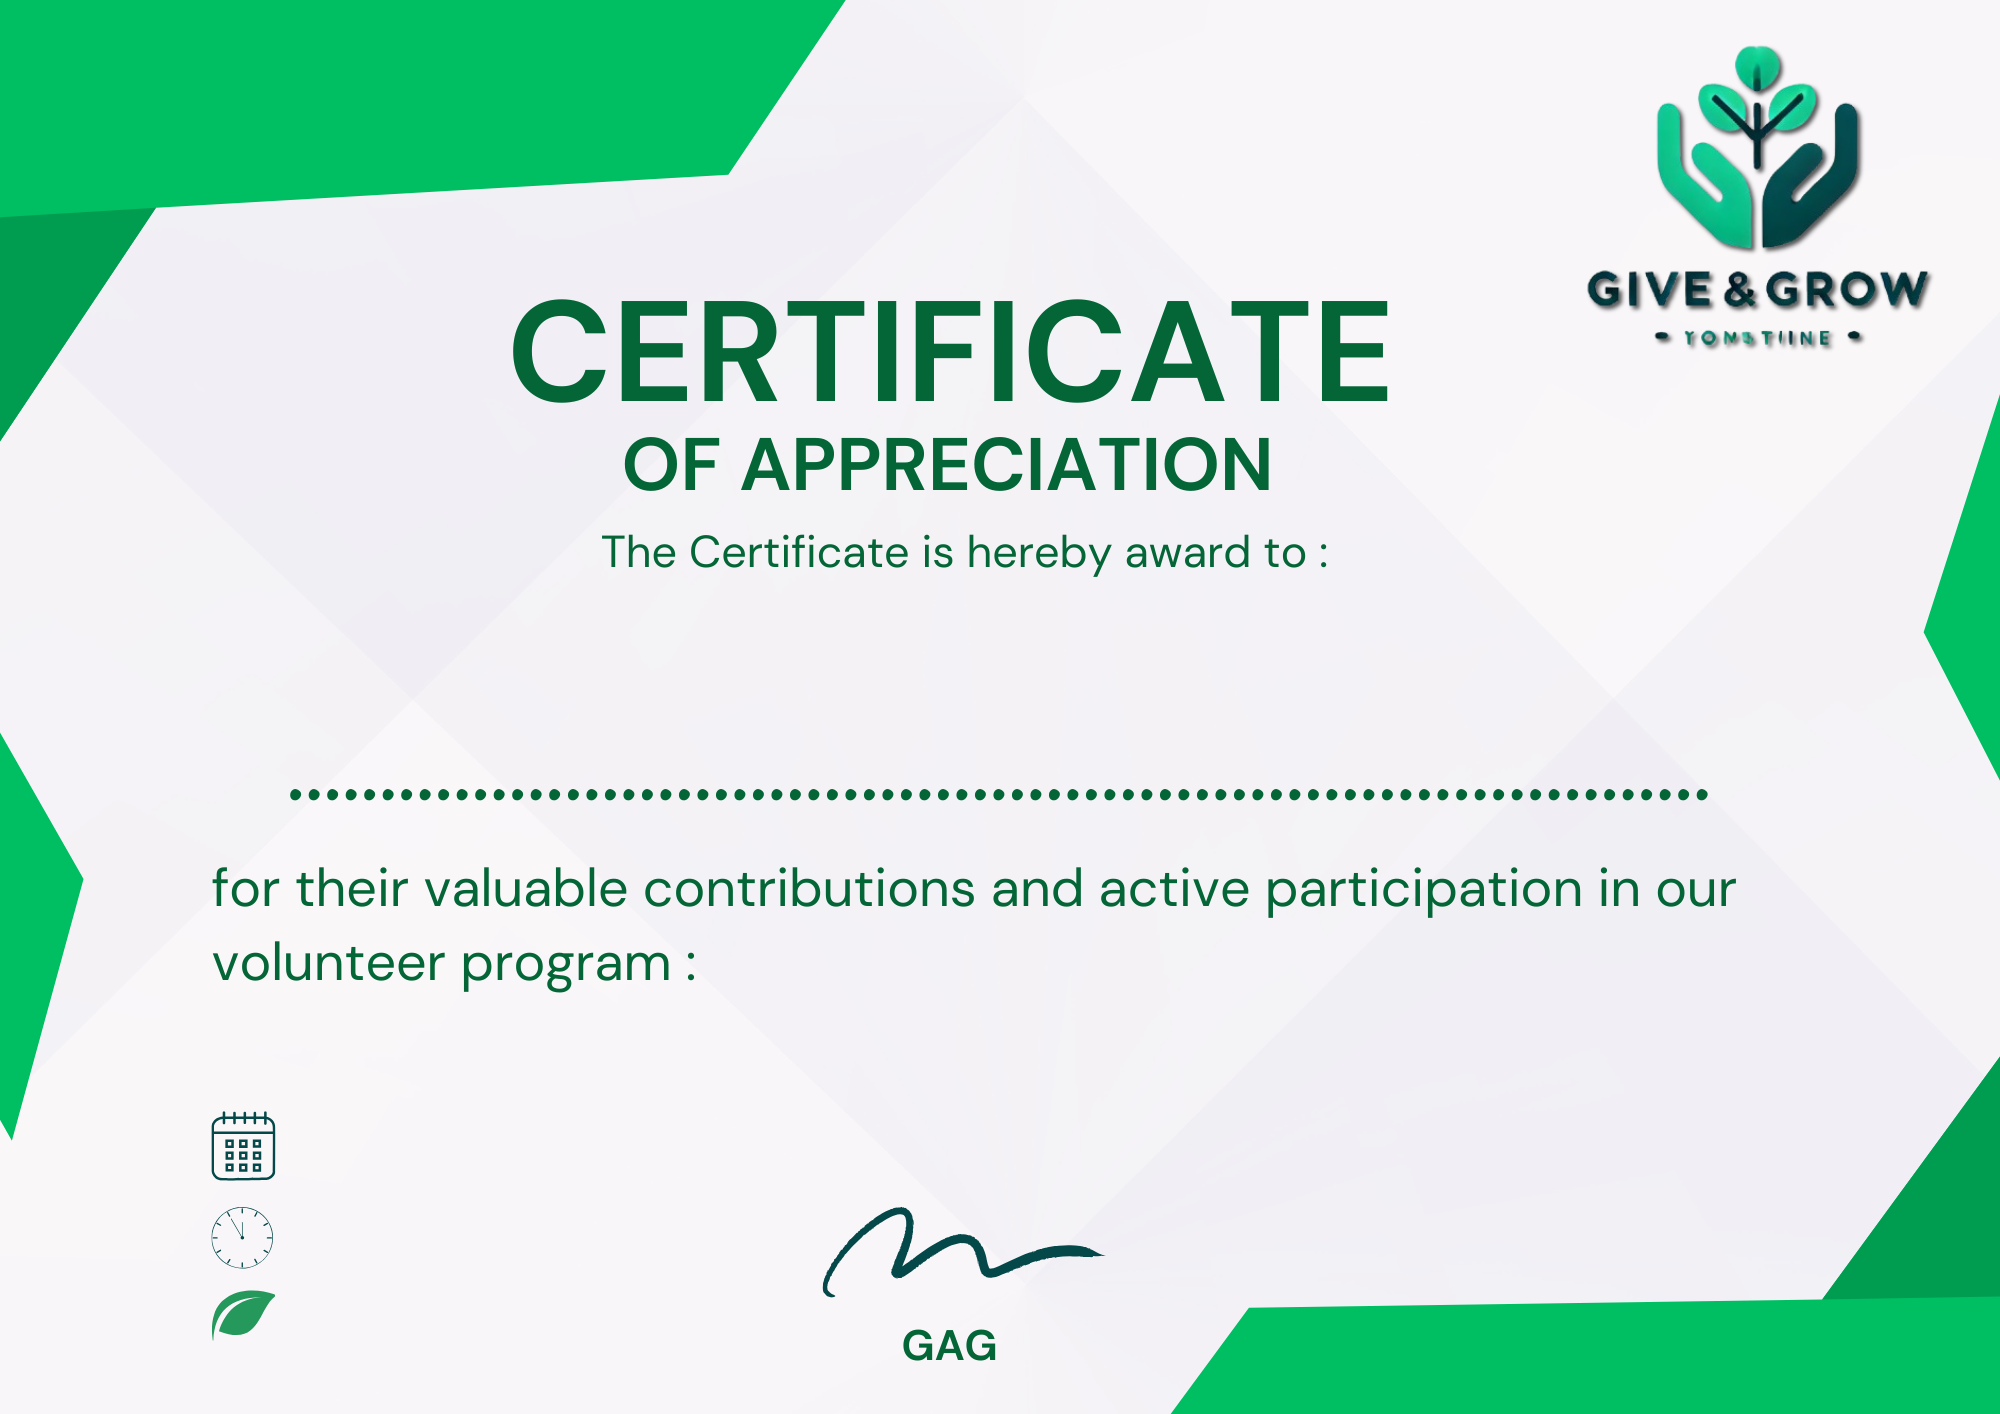 GIVE & GROW
CERTIFICATE
OF APPRECIATION
The Certificate is hereby award to :
for their valuable contributions and active participation in our
volunteer program :
GAG